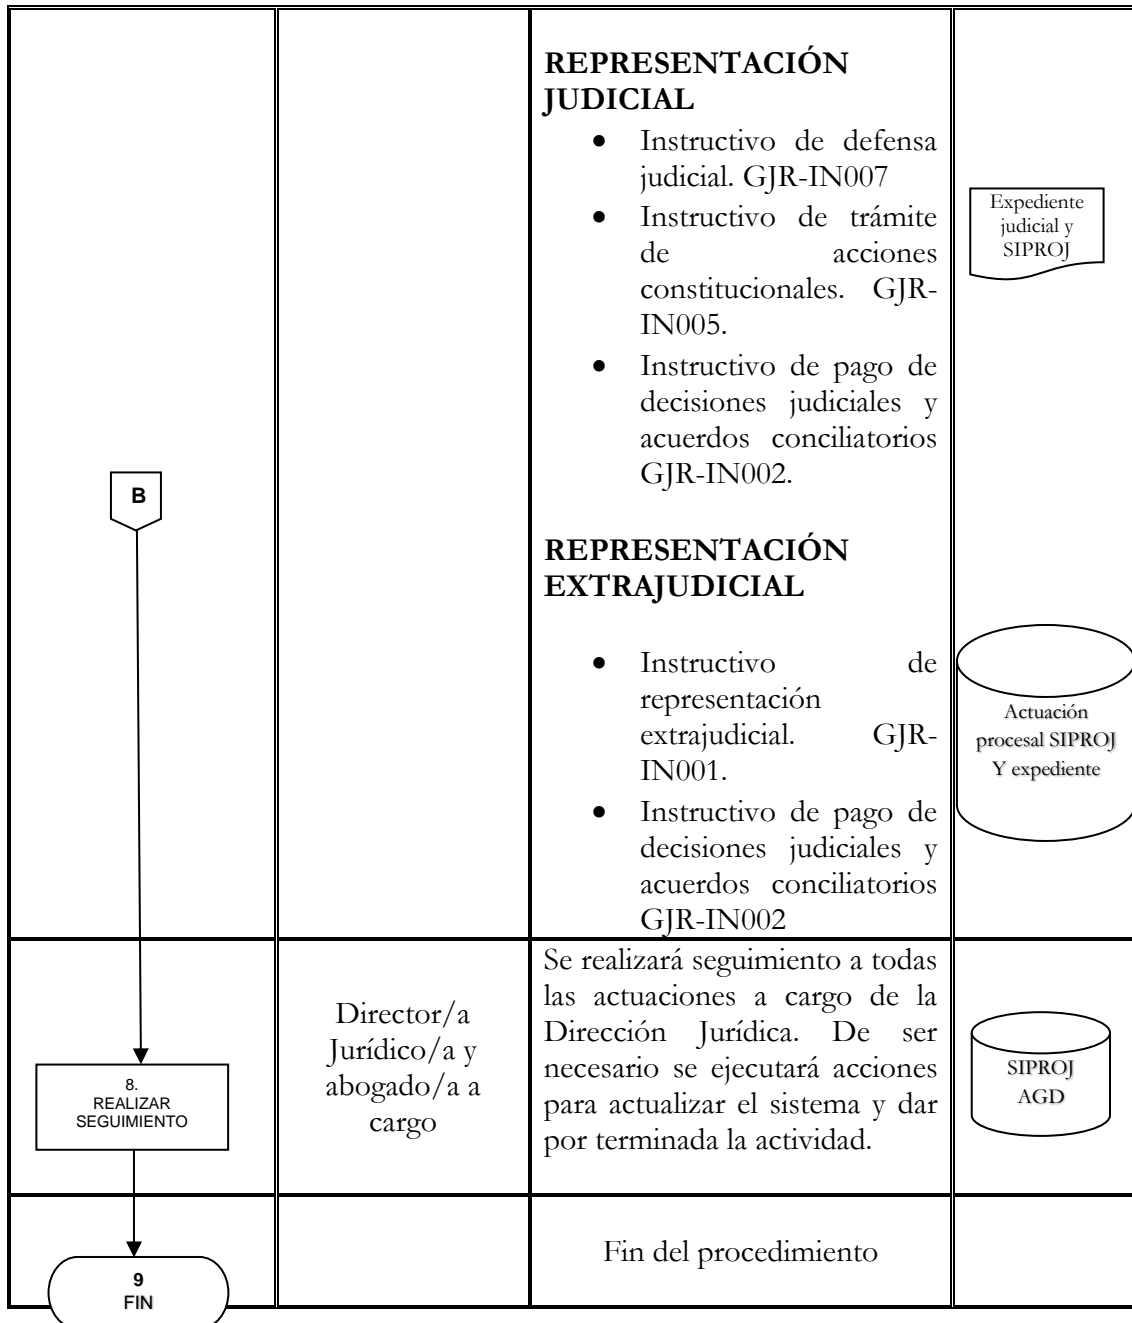 REPRESENTACIÓN
JUDICIAL
• Instructivo de defensa
judicial. GJR-IN007
• Instructivo de trámite
de acciones
constitucionales. GJR-
IN005.
• Instructivo de pago de
decisiones judiciales y
acuerdos conciliatorios
GJR-IN002.
Expediente
judicial y
SIPROJ
B
REPRESENTACIÓN
EXTRAJUDICIAL
• Instructivo de
representación
extrajudicial. GJR-
IN001.
• Instructivo de pago de
decisiones judiciales y
acuerdos conciliatorios
GJR-IN002
Actuación
procesal SIPROJ
Y expediente
8.
REALIZAR
SEGUIMIENTO
Director/a
Jurídico/a y
abogado/a a
cargo
Se realizará seguimiento a todas
las actuaciones a cargo de la
Dirección Jurídica. De ser
necesario se ejecutará acciones
para actualizar el sistema y dar
por terminada la actividad.
SIPROJ
AGD
9
FIN
Fin del procedimiento